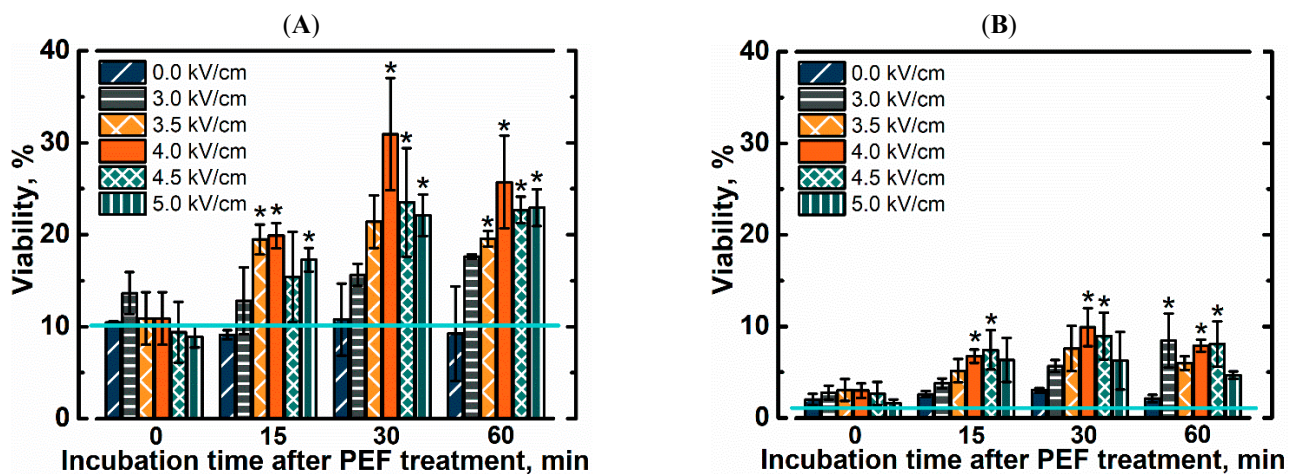 (A)
Viability, %
40
30
20
10
0
0.0 kV/cm
3.0 kV/cm
3.5 kV/cm
4.0 kV/cm
4.5 kV/cm
5.0 kV/cm
* * *
* * *
* * * *
0 15 30 60
Incubation time after PEF treatment, min
(B)
Viability, %
40
30
20
10
0
0.0 kV/cm
3.0 kV/cm
3.5 kV/cm
4.0 kV/cm
4.5 kV/cm
5.0 kV/cm
* *
* *
* * *
0 15 30 60
Incubation time after PEF treatment, min